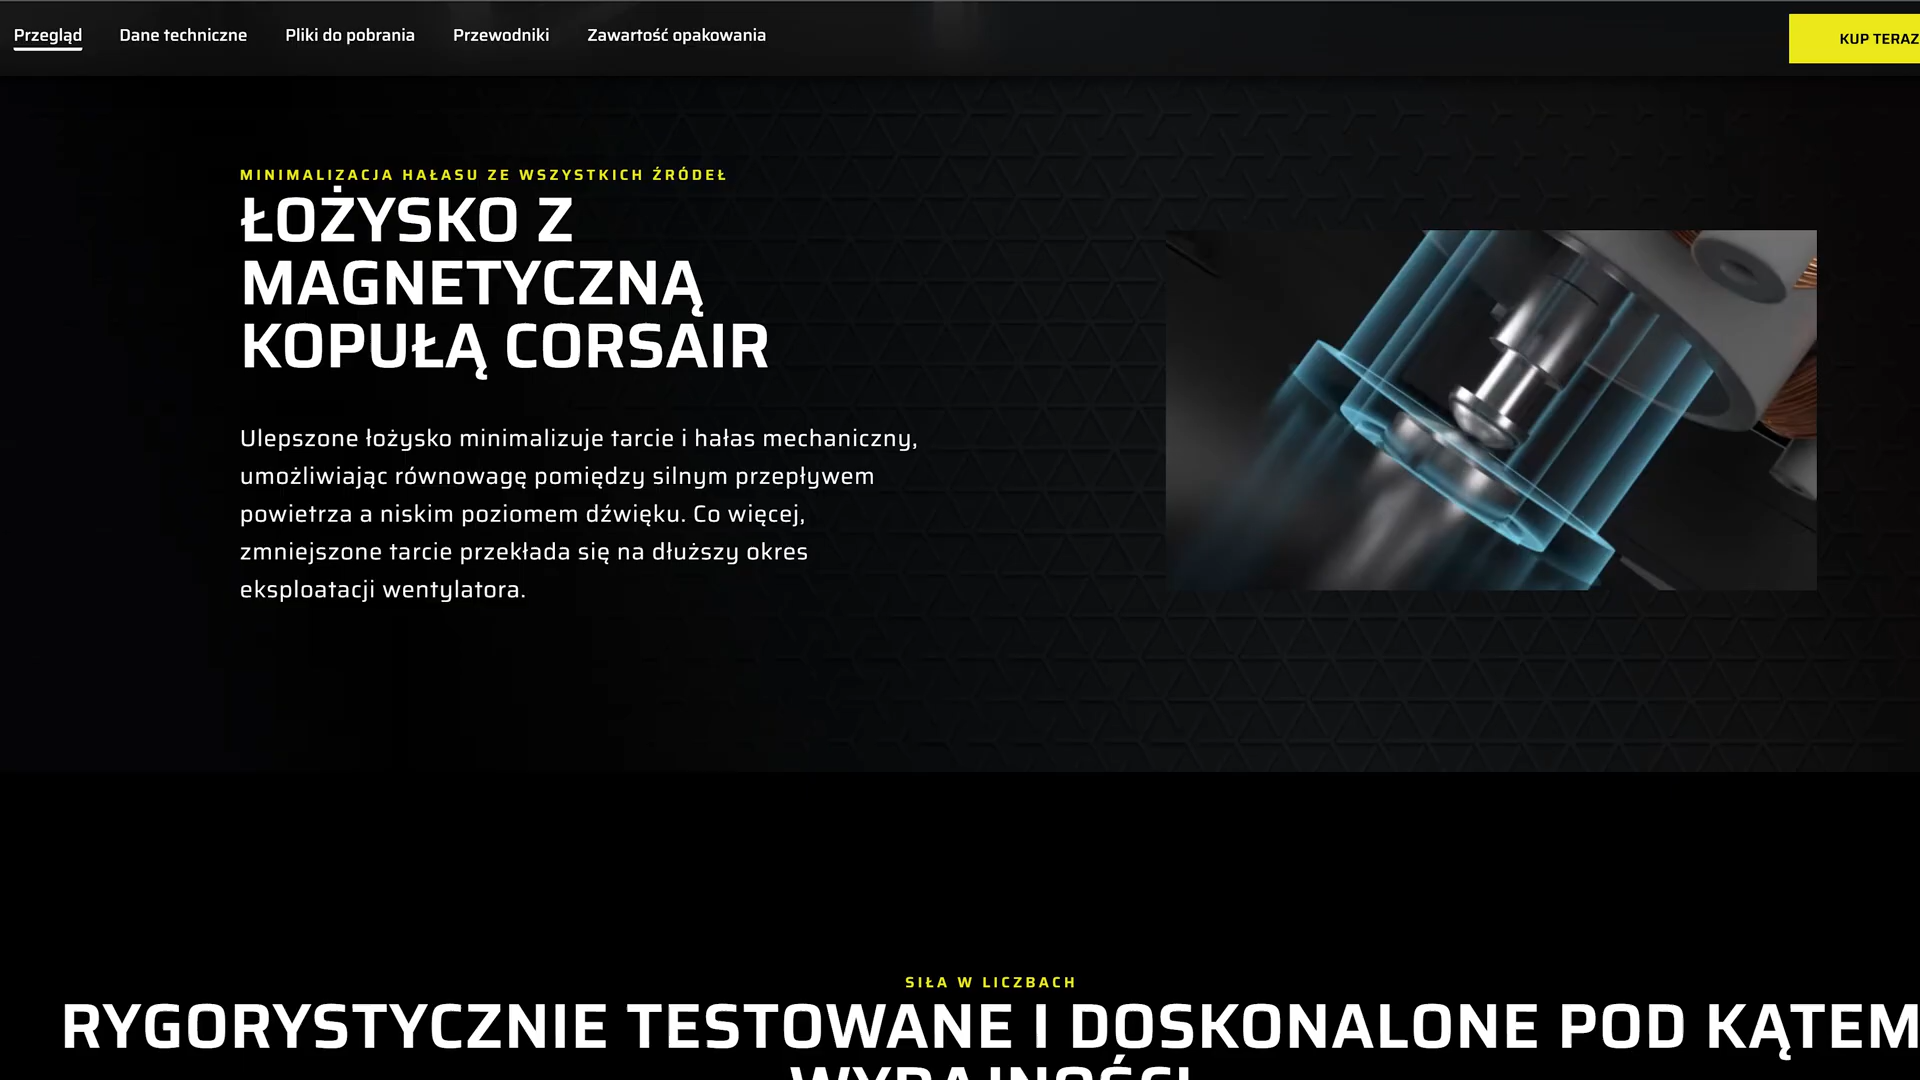 Przegląd Dane techniczne Pliki do pobrania Przewodniki Zawartość opakowania KUP TERAZ
MINIMALIZACJA HAŁASU ZE WSZYSTKICH ŹRÓDEŁ
ŁOŻYSKO Z
MAGNETYCZNĄ
KOPUŁĄ CORSAIR
Ulepszone łożysko minimalizuje tarcie i hałas mechaniczny,
umożliwiając równowagę pomiędzy silnym przepływem
powietrza a niskim poziomem dźwięku. Co więcej,
zmniejszone tarcie przekłada się na dłuższy okres
eksploatacji wentylatora.
SIŁA W LICZBACH
RYGORYSTYCZNIE TESTOWANE I DOSKONALONE POD KĄTEM